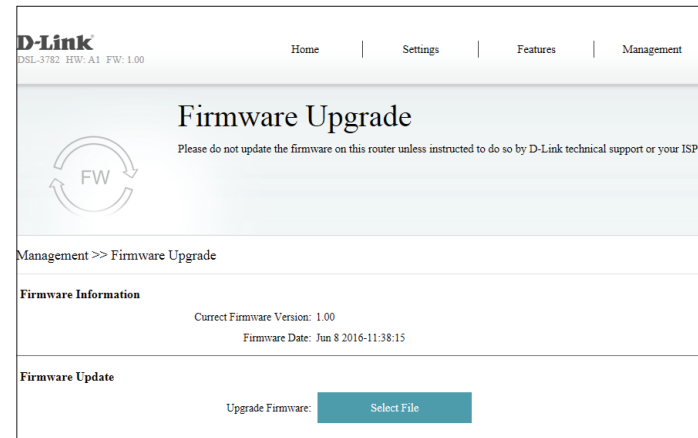 D-Link
DSL-3782 HW: A1 FW: 1.00
Home Settings Features Management
Firmware Upgrade
Please do not update the firmware on this router unless instructed to do so by D-Link technical support or your ISP
FW
Management >> Firmware Upgrade
Firmware Information
Currect Firmware Version: 1.00
Firmware Date: Jun 8 2016-11:38:15
Firmware Update
Upgrade Firmware: Select File